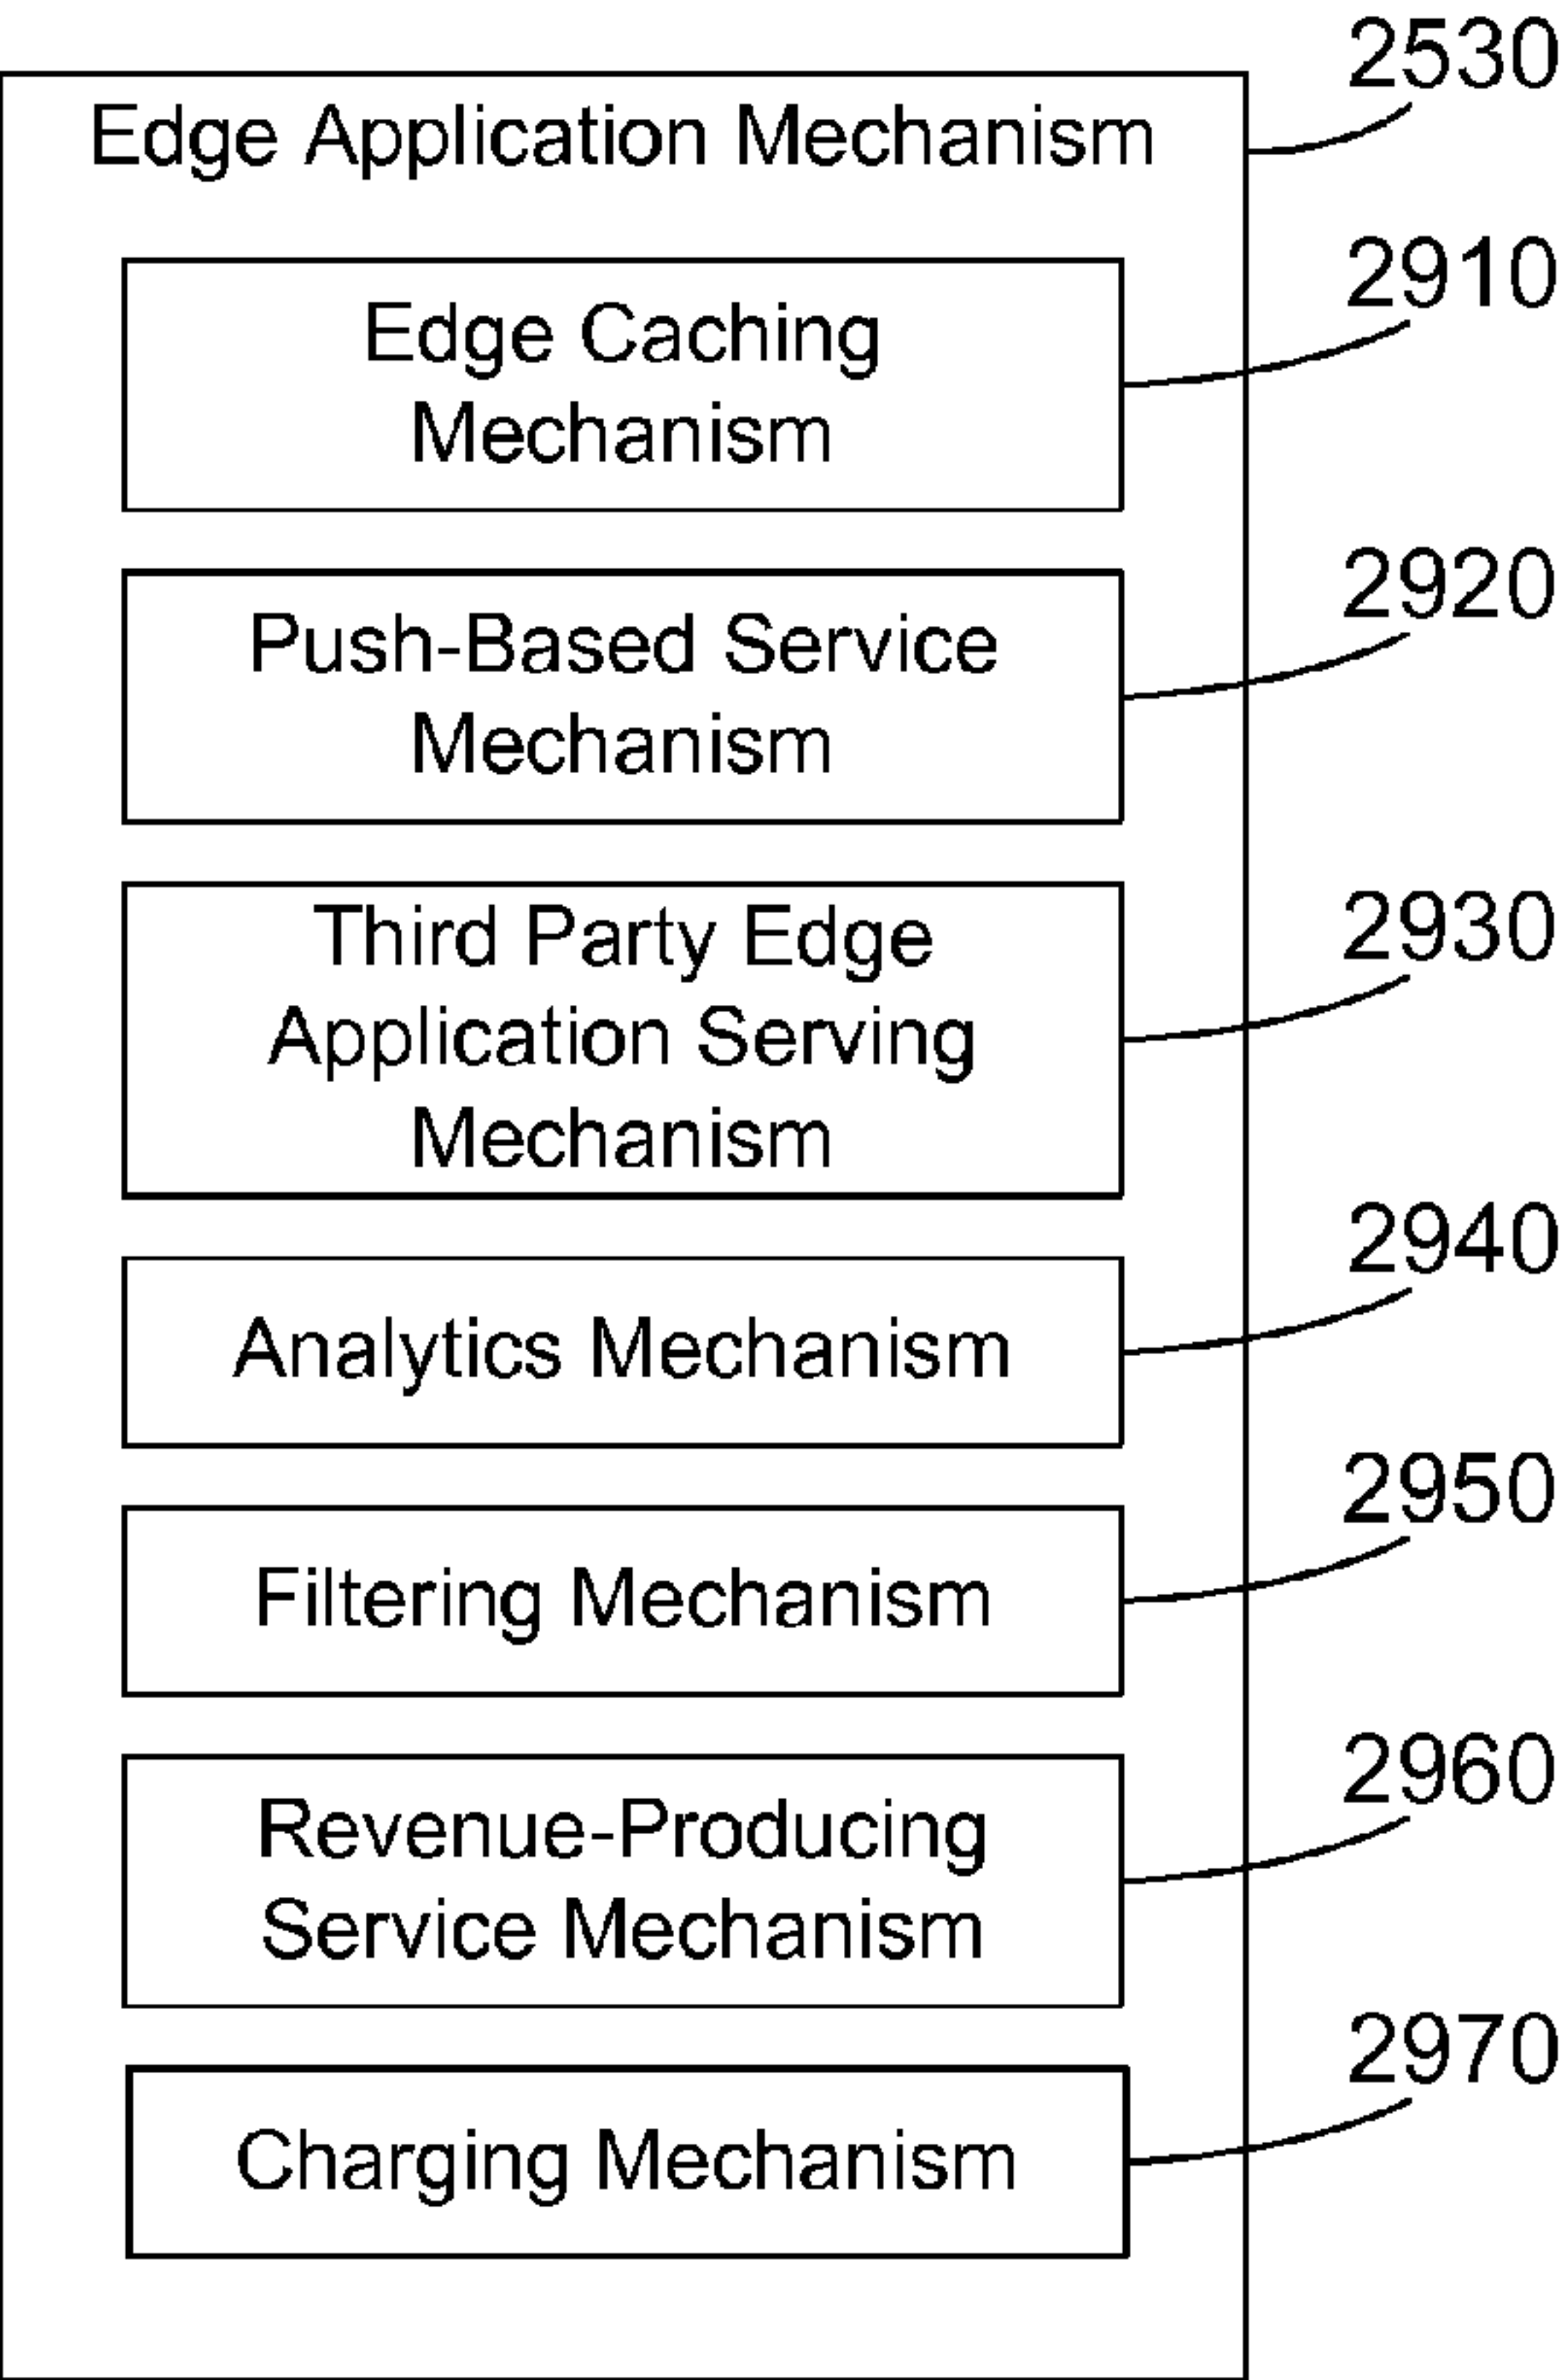 2530
Edge Application Mechanism
2910
Edge Caching
Mechanism
2920
Push-Based Service
Mechanism
2930
Third Party Edge
Application Serving
Mechanism
2940
Analytics Mechanism
2950
Filtering Mechanism
2960
Revenue-Producing
Service Mechanism
2970
Charging Mechanism